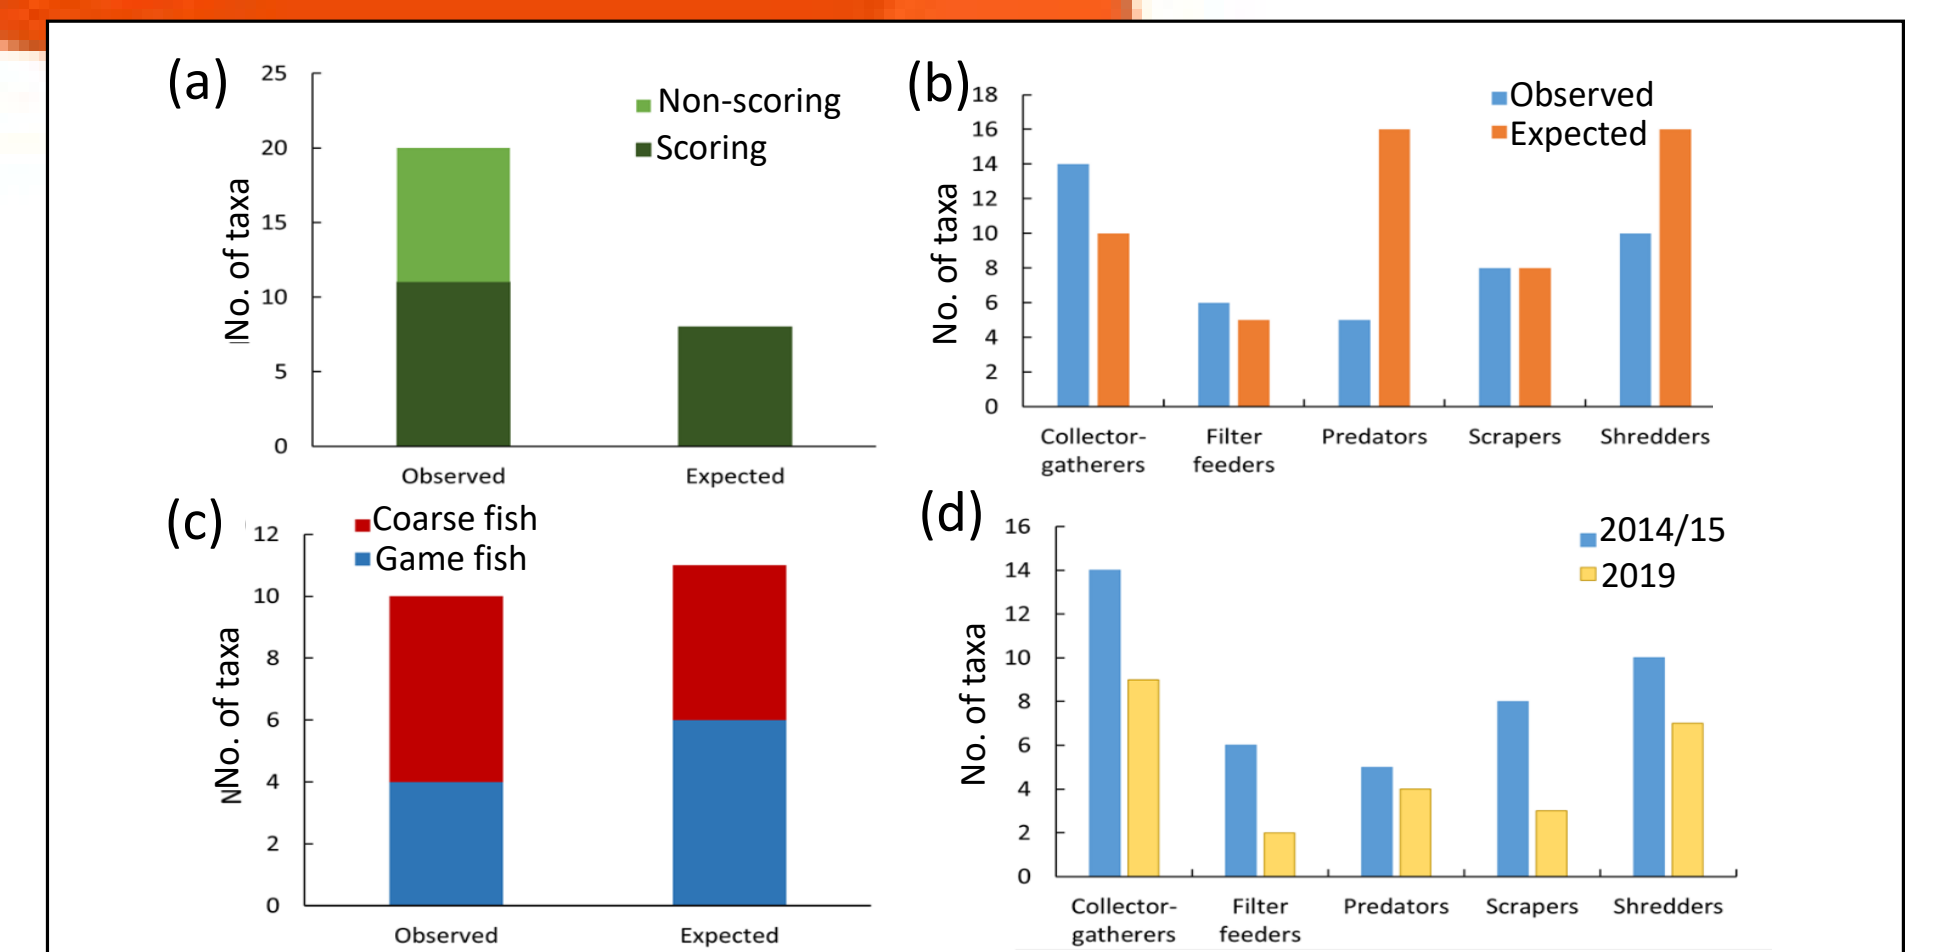 (a)
25
20
15
10
5
0
No. of taxa
Non-scoring
Scoring
Observed
Expected
(b)
18
16
14
12
10
8
6
4
2
0
No. of taxa
Observed
Expected
Collector-
gatherers
Filter
feeders
Predators
Scrapers
Shredders
(c)
12
10
8
6
4
2
0
No. of taxa
Coarse fish
Game fish
Observed
Expected
(d)
16
14
12
10
8
6
4
2
0
No. of taxa
2014/15
2019
Collector-
gatherers
Filter
feeders
Predators
Scrapers
Shredders